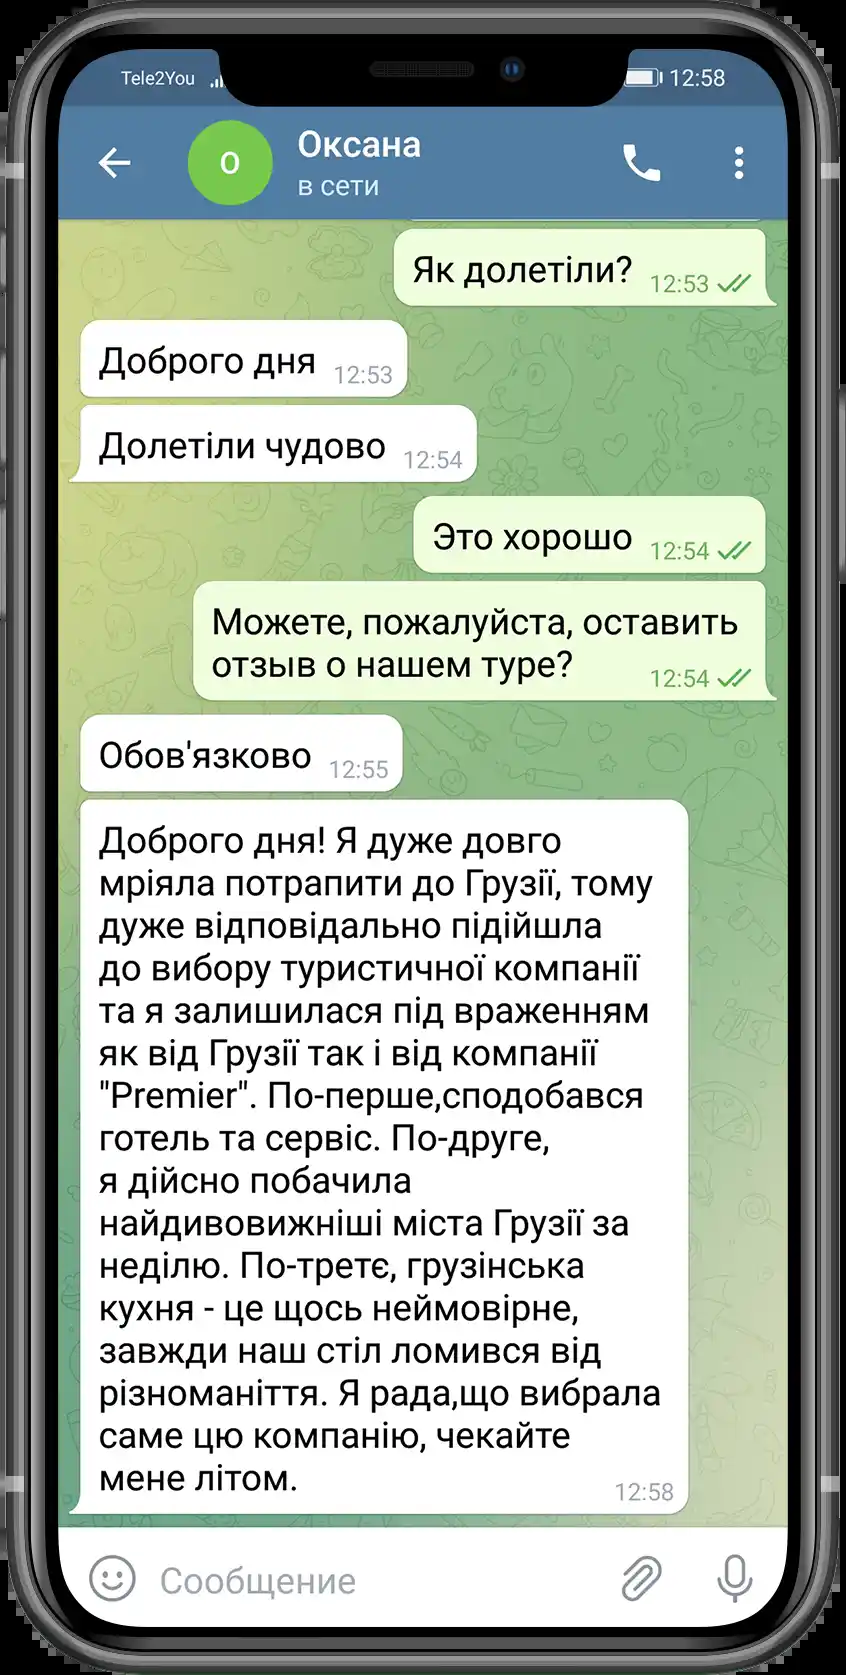 Tele2You 12:58
Оксана
О
в сети
Як долетіли? 12:53
Доброго дня 12:53
Долетіли чудово 12:54
Это хорошо 12:54
Можете, пожалуйста, оставить
отзыв о нашем туре? 12:54
Обов'язково 12:55
Доброго дня! Я дуже довго
мріяла потрапити до Грузії, тому
дуже відповідально підійшла
до вибору туристичної компанії
та я залишилася під враженням
як від Грузії так і від компанії
"Premier". По-перше,сподобався
готель та сервіс. По-друге,
я дійсно побачила
найдивовижніші міста Грузії за
неділю. По-третє, грузінська
кухня - це щось неймовірне,
завжди наш стіл ломився від
різноманіття. Я рада,що вибрала
саме цю компанію, чекайте
мене літом. 12:58
Сообщение